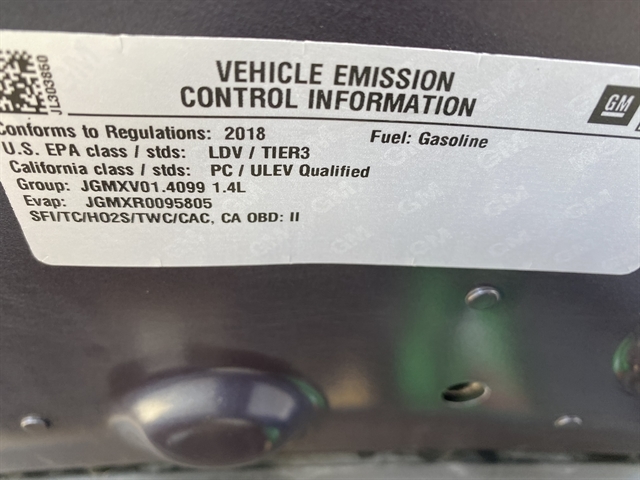 JL303850
VEHICLE EMISSION
CONTROL INFORMATION
GM
Conforms to Regulations: 2018 Fuel: Gasoline
U.S. EPA class / stds: LDV / TIER3
California class / stds: PC / ULEV Qualified
Group: JGMXV01.4099 1.4L
Evap: JGMXR0095805
SFI/TC/HO2S/TWC/CAC, CA OBD: II